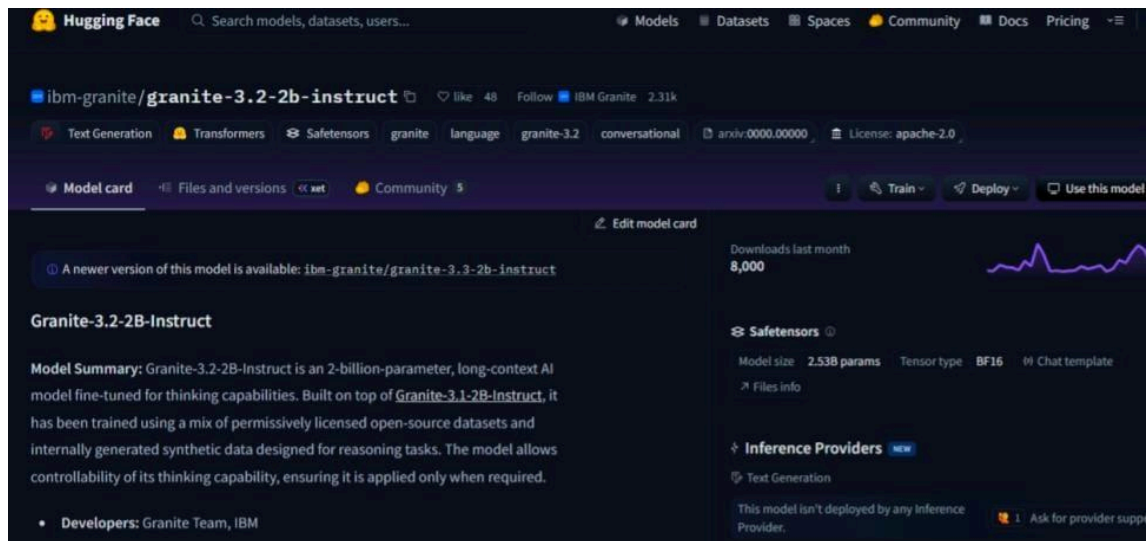 Hugging Face Search models, datasets, users... Models Datasets Spaces Community Docs Pricing
ibm-granite/granite-3.2-2b-instruct like 48 Follow IBM Granite 2.31k
Text Generation Transformers Safetensors granite language granite-3.2 conversational arxiv:0000.00000 License: apache-2.0
Model card Files and versions xet Community 5 Train Deploy Use this model
Edit model card
A newer version of this model is available: ibm-granite/granite-3.3-2b-instruct
Granite-3.2-2B-Instruct
Model Summary: Granite-3.2-2B-Instruct is an 2-billion-parameter, long-context AI
model fine-tuned for thinking capabilities. Built on top of Granite-3.1-2B-Instruct, it
has been trained using a mix of permissively licensed open-source datasets and
internally generated synthetic data designed for reasoning tasks. The model allows
controllability of its thinking capability, ensuring it is applied only when required.
• Developers: Granite Team, IBM
Downloads last month
8,000
Safetensors
Model size 2.53B params Tensor type BF16 Chat template
Files info
Inference Providers NEW
Text Generation
This model isn't deployed by any Inference
Provider.
1 Ask for provider suppo